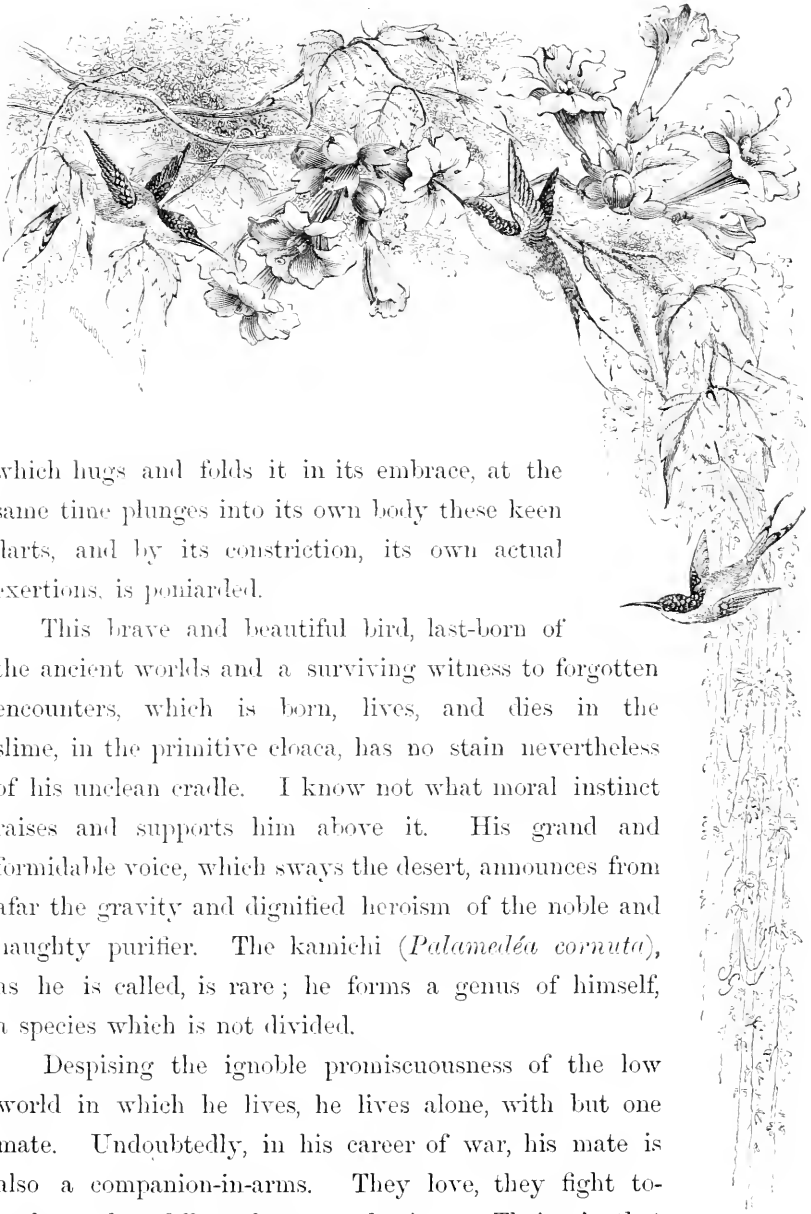 which hugs and folds it in its embrace, at the
same time plunges into its own body these keen
darts, and by its constriction, its own actual
exertions, is poniarded.
This brave and beautiful bird, last-born of
the ancient worlds and a surviving witness to forgotten
encounters, which is born, lives, and dies in the
slime, in the primitive cloaca, has no stain nevertheless
of his unclean cradle. I know not what moral instinct
raises and supports him above it. His grand and
formidable voice, which sways the desert, announces from
afar the gravity and dignified heroism of the noble and
haughty purifier. The kamichi (Palamedéa cornuta),
as he is called, is rare; he forms a genus of himself,
a species which is not divided.
Despising the ignoble promiscuousness of the low
world in which he lives, he lives alone, with but one
mate. Undoubtedly, in his career of war, his mate is
also a companion-in-arms. They love, they fight to-